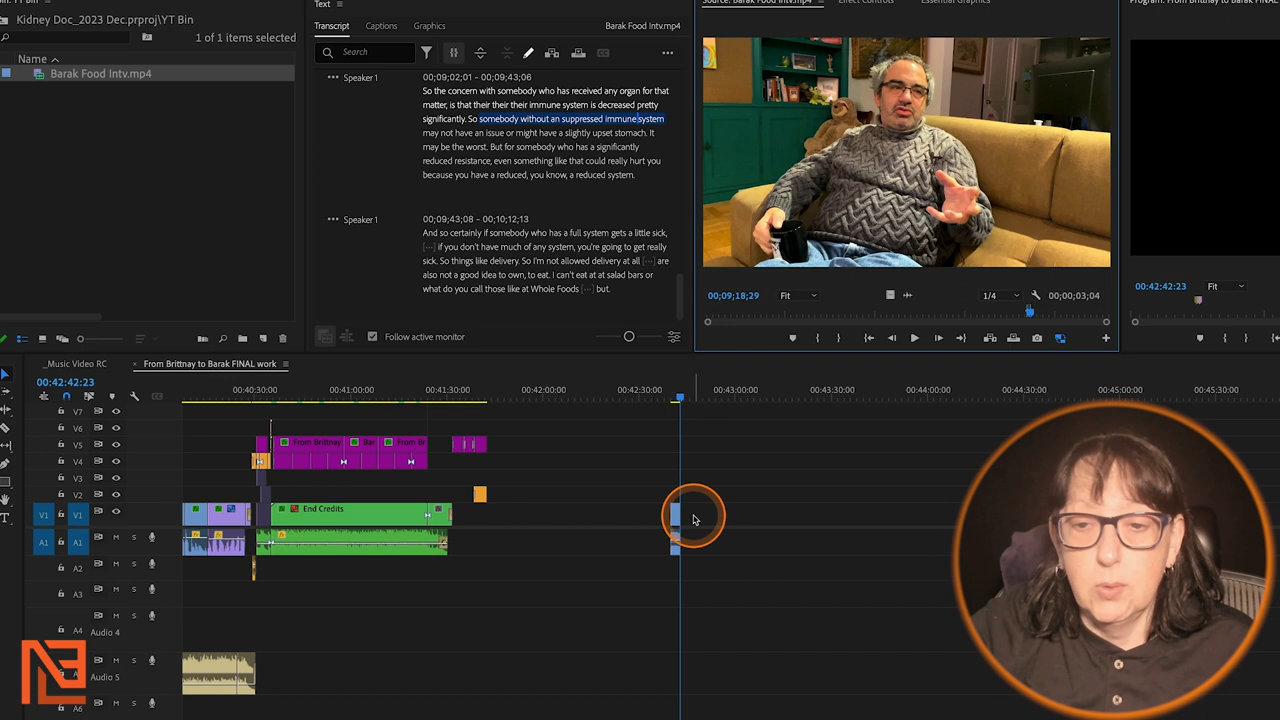 Kidney Doc_2023 Dec.prproj\YT Bin
1 of 1 items selected
Name
Barak Food Intv.mp4
Text
Transcript
Captions
Graphics
Barak Food Intv.mp4
Search
Speaker 1
00;09;02;01 - 00;09;43;06
So the concern with somebody who has received any organ for that
matter, is that their their their immune system is decreased pretty
significantly. So somebody without an suppressed immune system
may not have an issue or might have a slightly upset stomach. It
may be the worst. But for somebody who has a significantly
reduced resistance, even something like that could really hurt you
because you have a reduced, you know, a reduced system.
Speaker 1
00;09;43;08 - 00;10;12;13
And so certainly if somebody who has a full system gets a little sick,
[···] if you don't have much of any system, you're going to get really
sick. So things like delivery. So I'm not allowed delivery at all [···] are
also not a good idea to own, to eat. I can't eat at at salad bars or
what do you call those like at Whole Foods [···] but.
Follow active monitor
Source: Barak Food Intv.mp4
Effect Controls
Essential Graphics
Program: From Brittnay to Barak FINAL work
00;09;18;29
Fit
1/4
00;00;03;04
00:42:42:23
Fit
_Music Video RC
× From Brittnay to Barak FINAL work
00:42:42:23
00:40:30:00
00:41:00:00
00:41:30:00
00:42:00:00
00:42:30:00
00:43:00:00
00:43:30:00
00:44:00:00
00:44:30:00
00:45:00:00
00:45:30:00
V7
V6
V5
From Brittnay
Bar
From Br
V4
V3
V2
V1
V1
End Credits
A1
A1
M S
A2
M S
A3
M S
M S
A4
Audio 4
M S
Audio 5
A6
M S